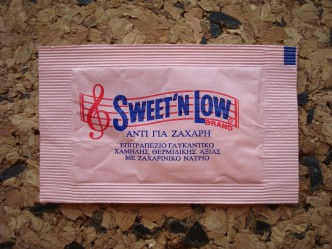 SWEET'N LOW
BRAND
ΑΝΤΙ ΓΙΑ ΖΑΧΑΡΗ
ΕΠΙΤΡΑΠΕΖΙΟ ΓΛΥΚΑΝΤΙΚΟ
ΧΑΜΗΛΗΣ ΘΕΡΜΙΔΙΚΗΣ ΑΞΙΑΣ
ΜΕ ΖΑΧΑΡΙΝΙΚΟ ΝΑΤΡΙΟ